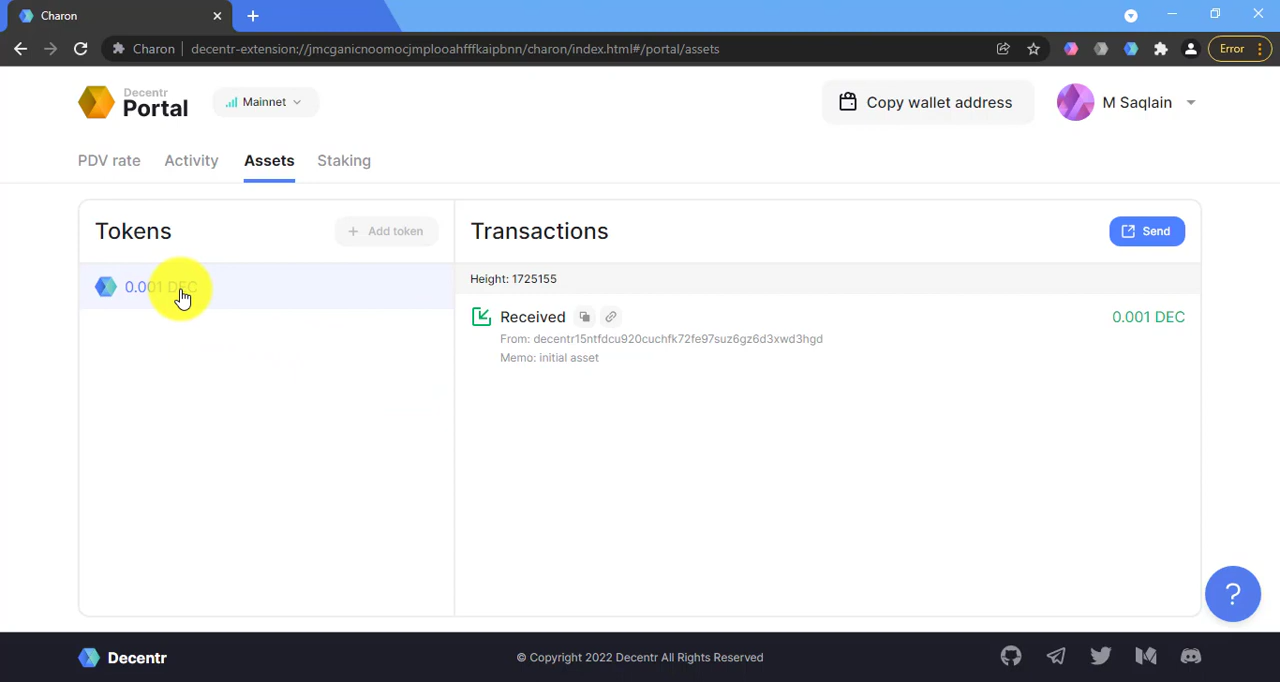 Charon
Charon
decentr-extension://jmcganicnoomocjmplooahfffkaipbnn/charon/index.html#/portal/assets
Error
Decentr
Portal
Mainnet
Copy wallet address
M Saqlain
PDV rate
Activity
Assets
Staking
Tokens
+ Add token
Transactions
Send
0.001 DEC
Height: 1725155
Received
0.001 DEC
From: decentr15ntfdcu920cuchfk72fe97suz6gz6d3xwd3hgd
Memo: initial asset
?
Decentr
© Copyright 2022 Decentr All Rights Reserved